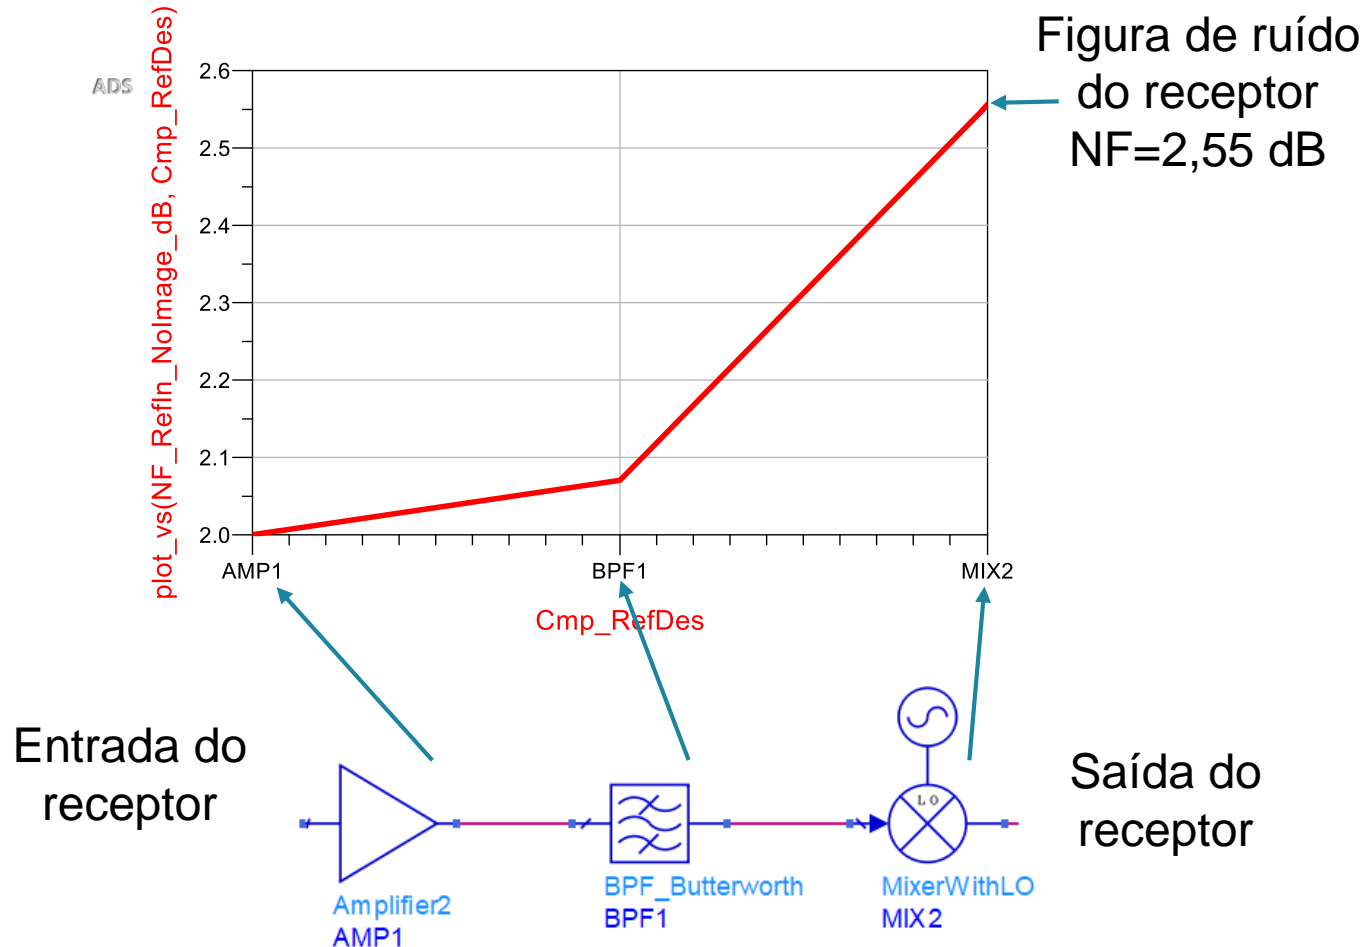 Figura de ruído
do receptor
NF=2,55 dB
ADS
plot_vs(NF_RefIn_NoImage_dB, Cmp_RefDes)
2.6
2.5
2.4
2.3
2.2
2.1
2.0
AMP1
BPF1
MIX2
Cmp_RefDes
Entrada do
receptor
Saída do
receptor
LO
Amplifier2
AMP1
BPF_Butterworth
BPF1
MixerWithLO
MIX2